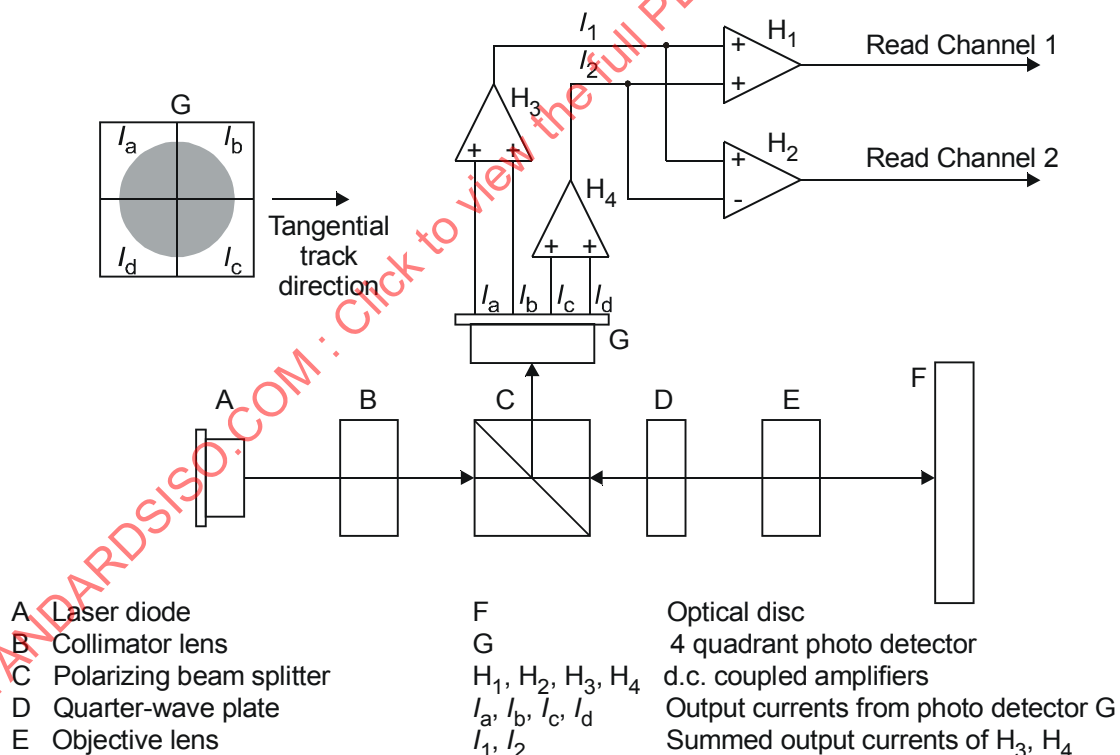 I1
H1
Read Channel 1
+
I2
+
H3
G
Ia Ib
+ +
H2
Read Channel 2
+
-
H4
Tangential
track
direction
Id Ic
+ +
Ia Ib Ic Id
G
F
A B C D E
A Laser diode F Optical disc
B Collimator lens G 4 quadrant photo detector
C Polarizing beam splitter H1, H2, H3, H4 d.c. coupled amplifiers
D Quarter-wave plate Ia, Ib, Ic, Id Output currents from photo detector G
E Objective lens I1, I2 Summed output currents of H3, H4
ANDARDSISO.COM : Click to view the full P